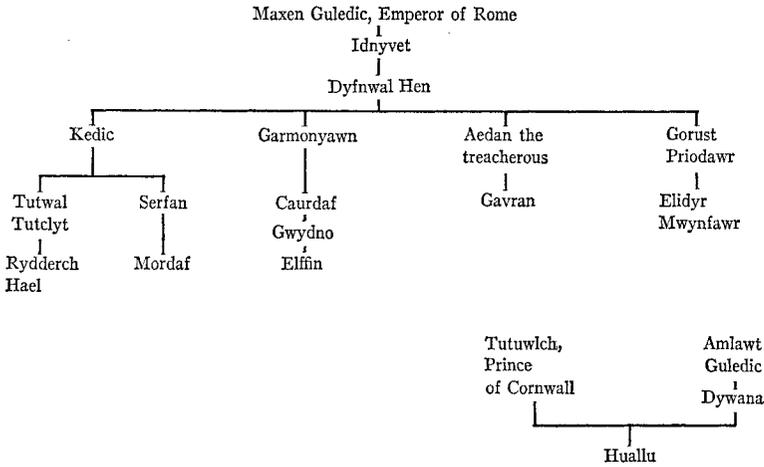 Maxen Guledic, Emperor of Rome
Idnyvet
Dyfnwal Hen
Kedic
Garmonyawn
Aedan the
treacherous
Gorust
Priodawr
Tutwal
Tutclyt
Serfan
Caurdaf
Gavran
Elidyr
Mwynfawr
Gwydno
Rydderch
Hael
Mordaf
Elffin
Tutuwlch,
Prince
of Cornwall
Amlawt
Guledic
Dywana
Huallu